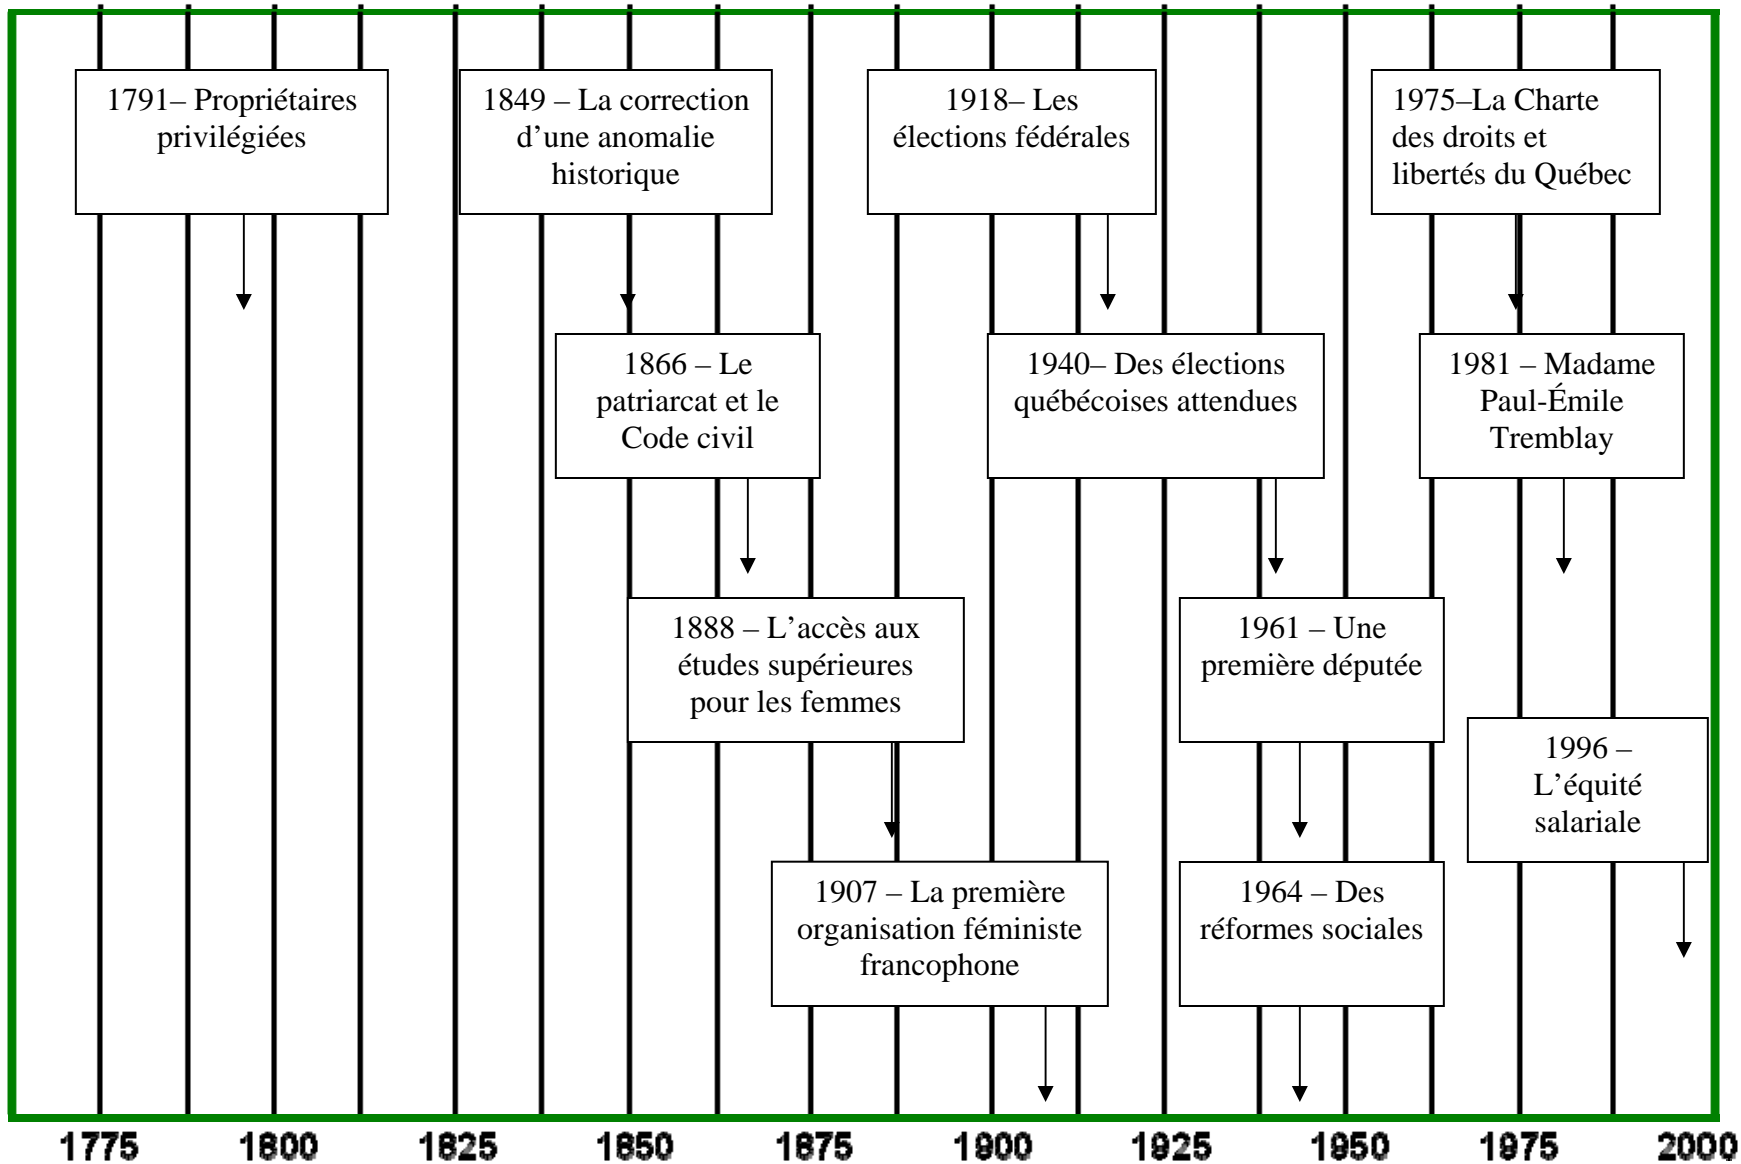 1791– Propriétaires
privilégiées
1849 – La correction
d’une anomalie
historique
1918– Les
élections fédérales
1975–La Charte
des droits et
libertés du Québec
1866 – Le
patriarcat et le
Code civil
1940– Des élections
québécoises attendues
1981 – Madame
Paul-Émile
Tremblay
1888 – L’accès aux
études supérieures
pour les femmes
1961 – Une
première députée
1996 –
L’équité
salariale
1907 – La première
organisation féministe
francophone
1964 – Des
réformes sociales
1775 1800 1825 1850 1875 1900 1925 1950 1975 2000